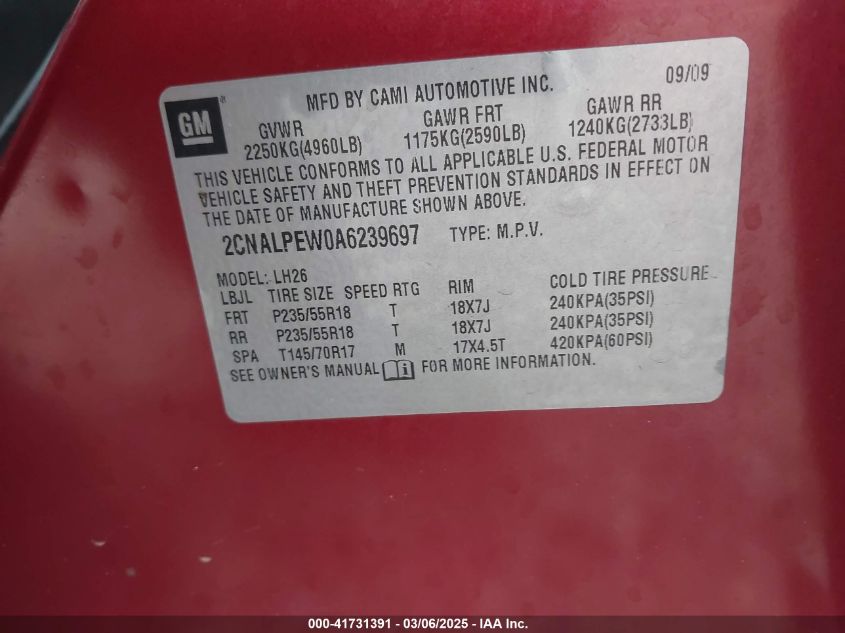 MFD BY CAMI AUTOMOTIVE INC. 09/09
GM®
GVWR GAWR FRT GAWR RR
2250KG(4960LB) 1175KG(2590LB) 1240KG(2733LB)
THIS VEHICLE CONFORMS TO ALL APPLICABLE U.S. FEDERAL MOTOR
VEHICLE SAFETY AND THEFT PREVENTION STANDARDS IN EFFECT ON
THE DATE OF MANUFACTURE SHOWN ABOVE.
2CNALPEW0A6239697 TYPE: M.P.V.
MODEL: LH26
LBJL TIRE SIZE SPEED RTG RIM COLD TIRE PRESSURE
FRT P235/55R18 T 18X7J 240KPA(35PSI)
RR P235/55R18 T 18X7J 240KPA(35PSI)
SPA T145/70R17 M 17X4.5T 420KPA(60PSI)
SEE OWNER'S MANUAL i FOR MORE INFORMATION.
000-41731391 - 03/06/2025 - IAA Inc.